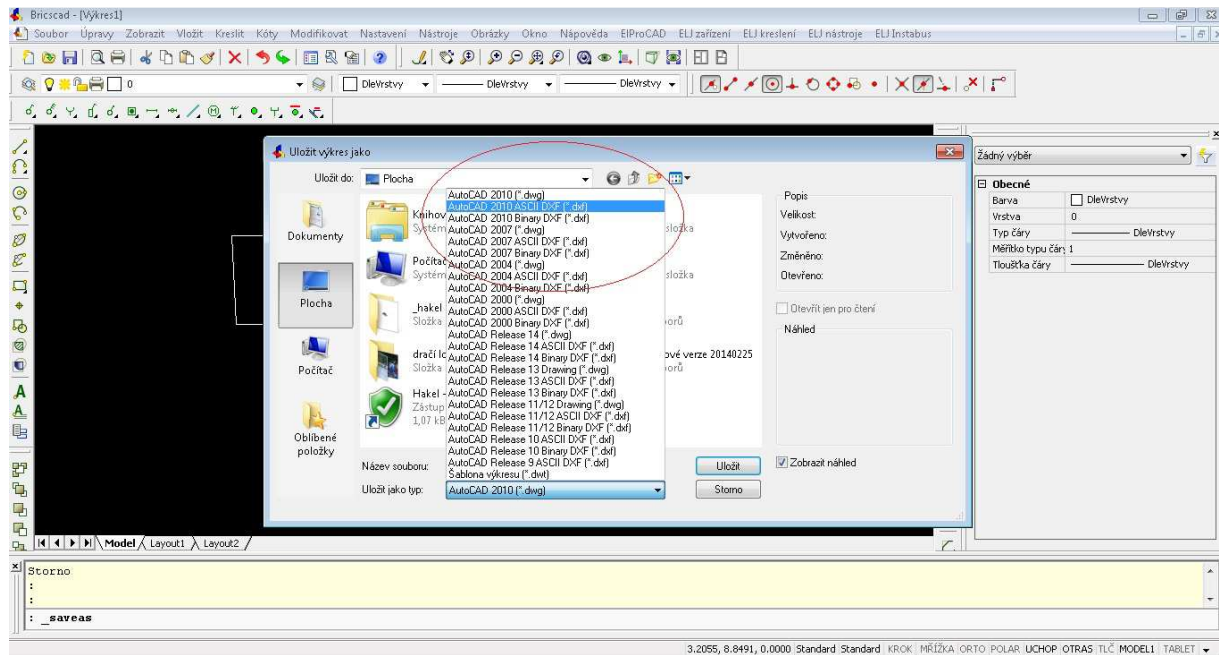 Bricscad - [Výkres1]
Soubor Úpravy Zobrazit Vložit Kreslit Kóty Modifikovat Nastavení Nástroje Obrázky Okno Nápověda ElProCAD ELJ zařízení ELJ kreslení ELJ nástroje ELJ Instabus
0 DleVrstvy DleVrstvy DleVrstvy
Uložit výkres jako
Uložit do: Plocha
Dokumenty
Plocha
Počítač
Oblíbené
položky
Knihov
Systém složka
Počítač
Systém složka
_hakel
Složka orů
dračí lo ové verze 20140225
Složka orů
Hakel -
Zástup
1,07 kB
AutoCAD 2010 (*.dwg)
AutoCAD 2010 ASCII DXF (*.dxf)
AutoCAD 2010 Binary DXF (*.dxf)
AutoCAD 2007 (*.dwg)
AutoCAD 2007 ASCII DXF (*.dxf)
AutoCAD 2007 Binary DXF (*.dxf)
AutoCAD 2004 (*.dwg)
AutoCAD 2004 ASCII DXF (*.dxf)
AutoCAD 2004 Binary DXF (*.dxf)
AutoCAD 2000 (*.dwg)
AutoCAD 2000 ASCII DXF (*.dxf)
AutoCAD 2000 Binary DXF (*.dxf)
AutoCAD Release 14 (*.dwg)
AutoCAD Release 14 ASCII DXF (*.dxf)
AutoCAD Release 14 Binary DXF (*.dxf)
AutoCAD Release 13 Drawing (*.dwg)
AutoCAD Release 13 ASCII DXF (*.dxf)
AutoCAD Release 13 Binary DXF (*.dxf)
AutoCAD Release 11/12 Drawing (*.dwg)
AutoCAD Release 11/12 ASCII DXF (*.dxf)
AutoCAD Release 11/12 Binary DXF (*.dxf)
AutoCAD Release 10 ASCII DXF (*.dxf)
AutoCAD Release 10 Binary DXF (*.dxf)
AutoCAD Release 9 ASCII DXF (*.dxf)
Šablona výkresu (*.dwt)
Název souboru:
Uložit jako typ: AutoCAD 2010 (*.dwg)
Uložit
Storno
Popis
Velikost:
Vytvořeno:
Změněno:
Otevřeno:
Otevřít jen pro čtení
Náhled
Zobrazit náhled
Žádný výběr
Obecné
Barva DleVrstvy
Vrstva 0
Typ čáry DleVrstvy
Měřítko typu čáry 1
Tloušťka čáry DleVrstvy
Model Layout1 Layout2
Storno
:
:
: _saveas
3.2055, 8.8491, 0.0000 Standard Standard KROK MŘÍŽKA ORTO POLAR UCHOP OTRAS TLČ MODEL1 TABLET